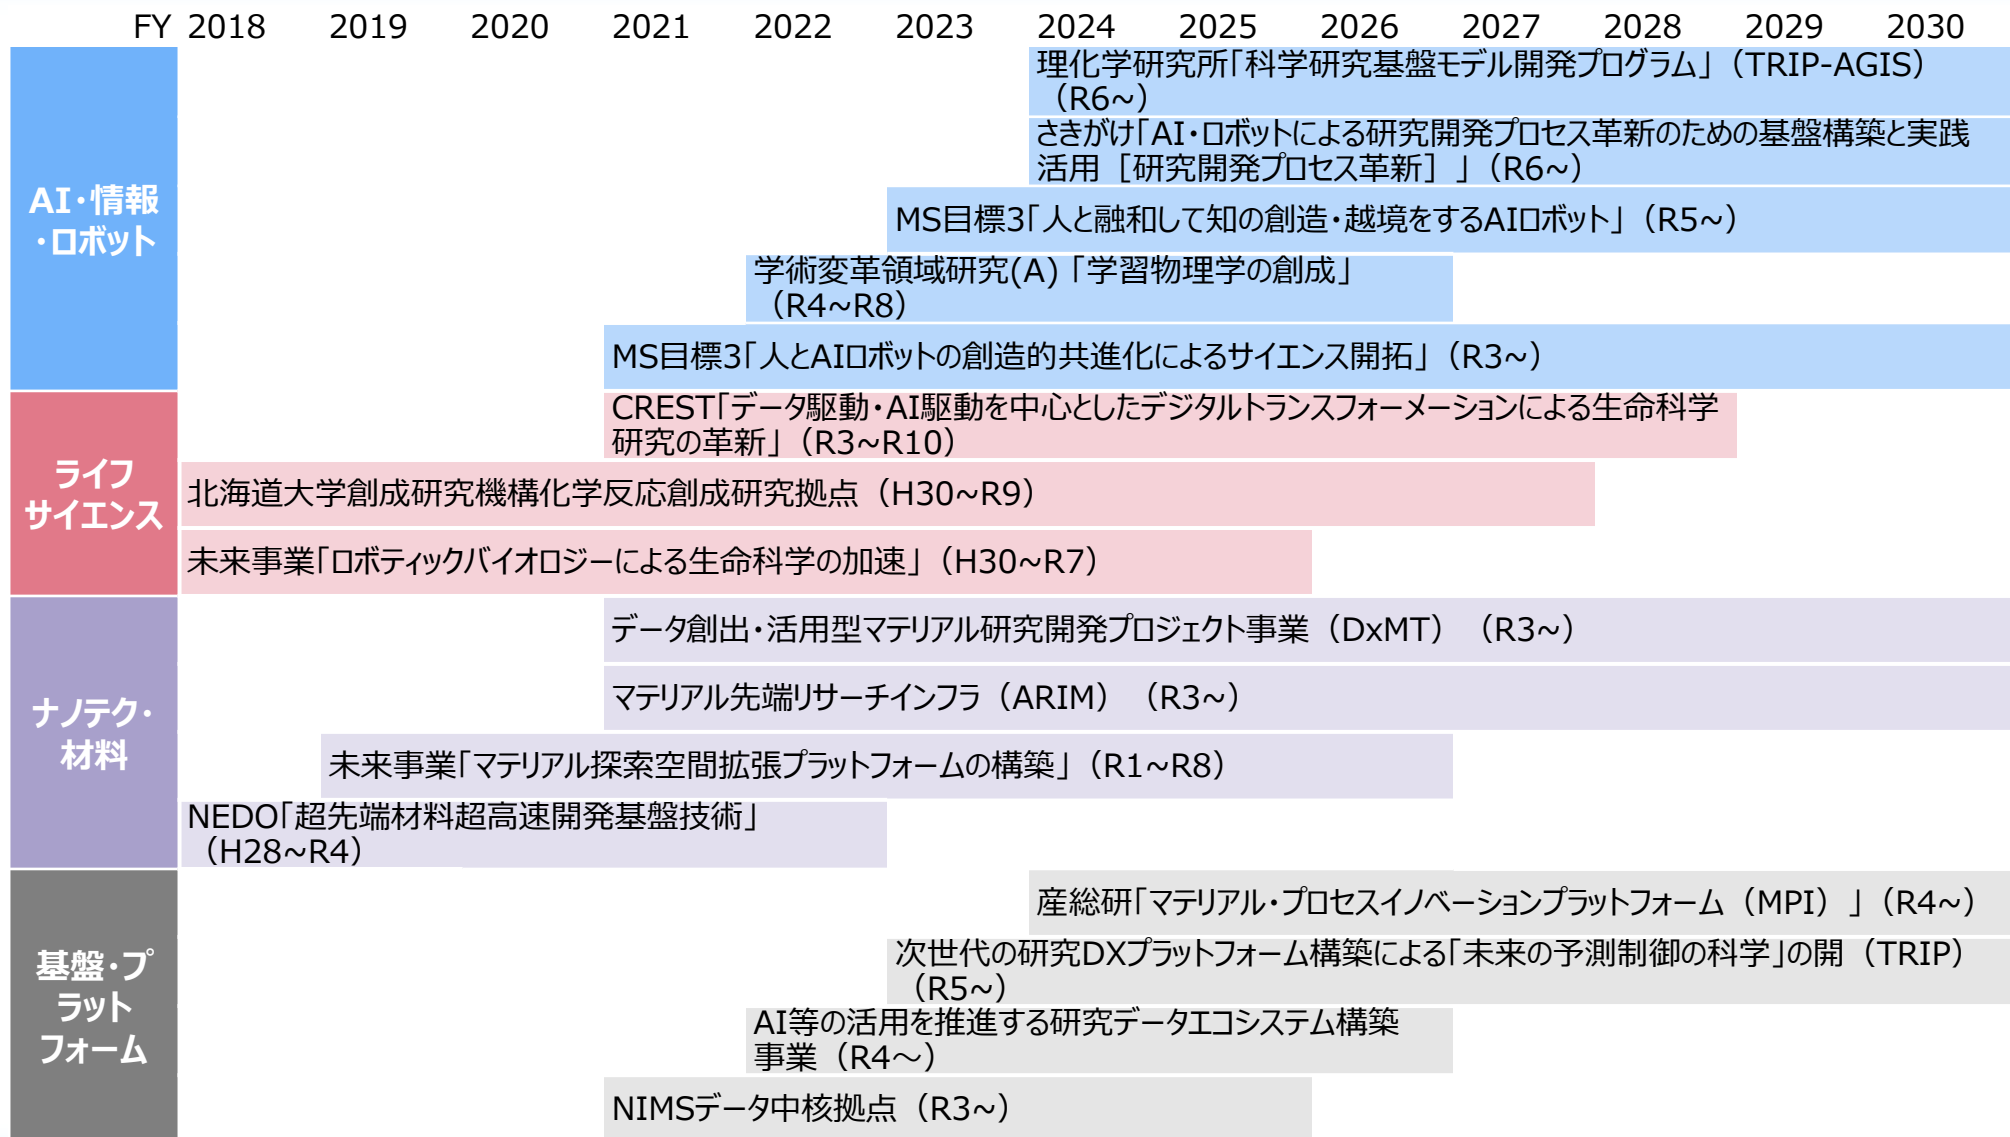 FY 2018 2019 2020 2021 2022 2023 2024 2025 2026 2027 2028 2029 2030
AI・情報
・ロボット
理化学研究所「科学研究基盤モデル開発プログラム」（TRIP-AGIS）
（R6~）
さきがけ「AI・ロボットによる研究開発プロセス革新のための基盤構築と実践
活用［研究開発プロセス革新］」（R6~）
MS目標3「人と融和して知の創造・越境をするAIロボット」（R5~）
学術変革領域研究(A)「学習物理学の創成」
（R4~R8）
MS目標3「人とAIロボットの創造的共進化によるサイエンス開拓」（R3~）
ライフ
サイエンス
CREST「データ駆動・AI駆動を中心としたデジタルトランスフォーメーションによる生命科学
研究の革新」（R3~R10）
北海道大学創成研究機構化学反応創成研究拠点（H30~R9）
未来事業「ロボティックバイオロジーによる生命科学の加速」（H30~R7）
ナノテク・
材料
データ創出・活用型マテリアル研究開発プロジェクト事業（DxMT）（R3~）
マテリアル先端リサーチインフラ（ARIM）（R3~）
未来事業「マテリアル探索空間拡張プラットフォームの構築」（R1~R8）
NEDO「超先端材料超高速開発基盤技術」
（H28~R4）
基盤・プ
ラット
フォーム
産総研「マテリアル・プロセスイノベーションプラットフォーム（MPI）」（R4~）
次世代の研究DXプラットフォーム構築による「未来の予測制御の科学」の開（TRIP）
（R5~）
AI等の活用を推進する研究データエコシステム構築
事業（R4～）
NIMSデータ中核拠点（R3~）